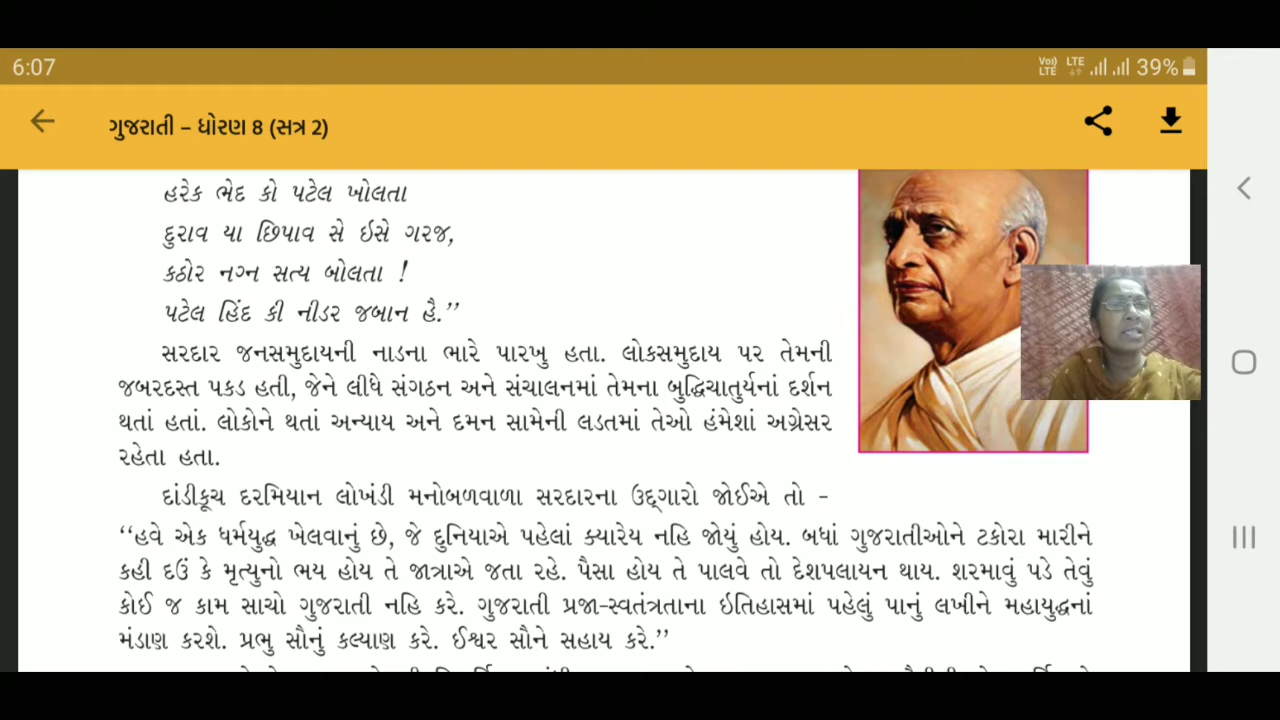 6:07
VoI) LTE LTE 39%
ગુજરાતી – ધોરણ 8 (સત્ર 2)
હરેક ભેદ કો પટેલ ખોલતા
દુરાવ યા છિપાવ સે ઇસે ગરજ,
કઠોર નગ્ન સત્ય બોલતા !
પટેલ હિંદ કી નીડર જબાન હૈ.’’
સરદાર જનસમુદાયની નાડના ભારે પારખુ હતા. લોકસમુદાય પર તેમની
જબરદસ્ત પકડ હતી, જેને લીધે સંગઠન અને સંચાલનમાં તેમના બુદ્ધિચાતુર્યનાં દર્શન
થતાં હતાં. લોકોને થતાં અન્યાય અને દમન સામેની લડતમાં તેઓ હંમેશાં અગ્રેસર
રહેતા હતા.
દાંડીકૂચ દરમિયાન લોખંડી મનોબળવાળા સરદારના ઉદ્ગારો જોઈએ તો –
‘‘હવે એક ધર્મયુદ્ધ ખેલવાનું છે, જે દુનિયાએ પહેલાં ક્યારેય નહિ જોયું હોય. બધાં ગુજરાતીઓને ટકોરા મારીને
કહી દઉં કે મૃત્યુનો ભય હોય તે જાત્રાએ જતા રહે. પૈસા હોય તે પાલવે તો દેશપલાયન થાય. શરમાવું પડે તેવું
કોઈ જ કામ સાચો ગુજરાતી નહિ કરે. ગુજરાતી પ્રજા-સ્વતંત્રતાના ઇતિહાસમાં પહેલું પાનું લખીને મહાયુદ્ધનાં
મંડાણ કરશે. પ્રભુ સૌનું કલ્યાણ કરે. ઈશ્વર સૌને સહાય કરે.’’